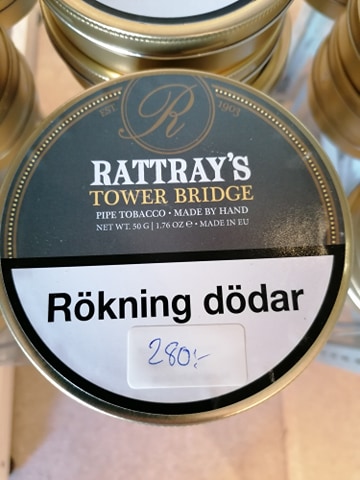 EST. 1903
R
RATTRAY'S
TOWER BRIDGE
PIPE TOBACCO • MADE BY HAND
NET WT. 50 G | 1.76 OZ ℮ • MADE IN EU
Rökning dödar
280:-